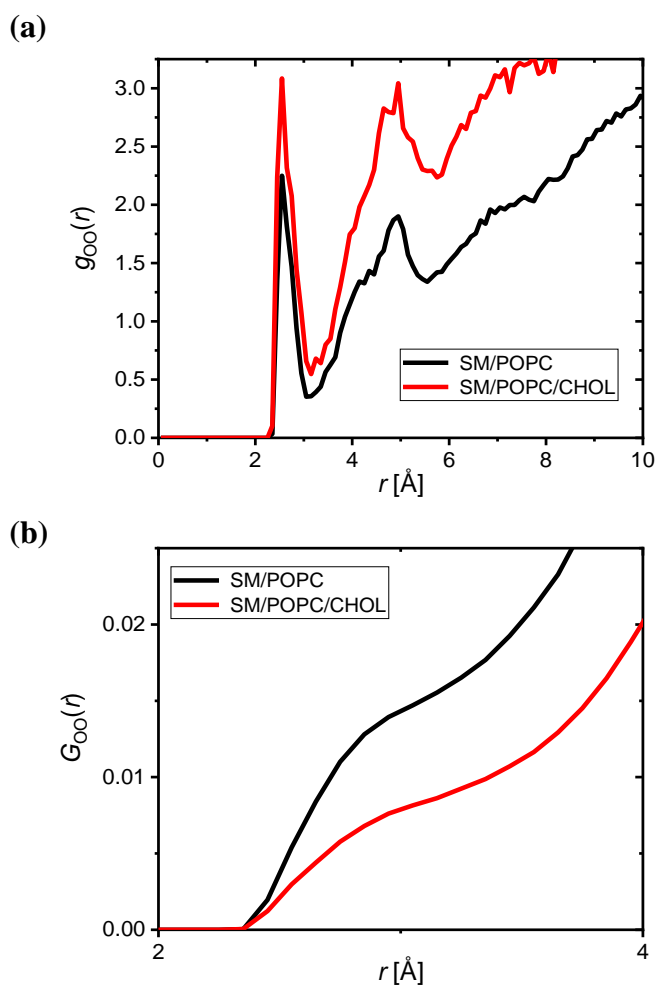 (a)
3.0
2.5
2.0
1.5
1.0
0.5
0.0
g_OO(r)
SM/POPC
SM/POPC/CHOL
0 2 4 6 8 10
r [Å]
(b)
SM/POPC
SM/POPC/CHOL
0.02
0.01
0.00
G_OO(r)
2 4
r [Å]